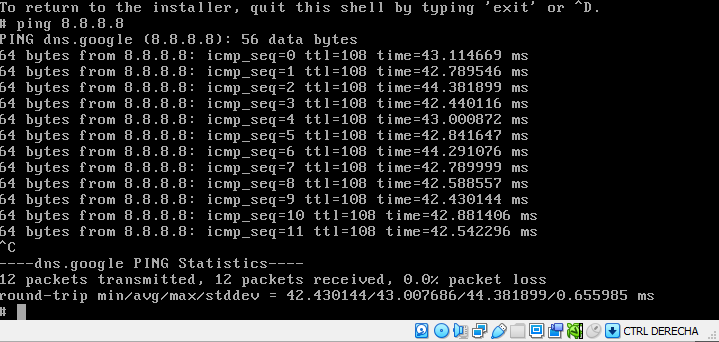 To return to the installer, quit this shell by typing 'exit' or ^D.
# ping 8.8.8.8
PING dns.google (8.8.8.8): 56 data bytes
64 bytes from 8.8.8.8: icmp_seq=0 ttl=108 time=43.114669 ms
64 bytes from 8.8.8.8: icmp_seq=1 ttl=108 time=42.789546 ms
64 bytes from 8.8.8.8: icmp_seq=2 ttl=108 time=44.381899 ms
64 bytes from 8.8.8.8: icmp_seq=3 ttl=108 time=42.440116 ms
64 bytes from 8.8.8.8: icmp_seq=4 ttl=108 time=43.000872 ms
64 bytes from 8.8.8.8: icmp_seq=5 ttl=108 time=42.841647 ms
64 bytes from 8.8.8.8: icmp_seq=6 ttl=108 time=44.291076 ms
64 bytes from 8.8.8.8: icmp_seq=7 ttl=108 time=42.789999 ms
64 bytes from 8.8.8.8: icmp_seq=8 ttl=108 time=42.588557 ms
64 bytes from 8.8.8.8: icmp_seq=9 ttl=108 time=42.430144 ms
64 bytes from 8.8.8.8: icmp_seq=10 ttl=108 time=42.881406 ms
64 bytes from 8.8.8.8: icmp_seq=11 ttl=108 time=42.542296 ms
^C
----dns.google PING Statistics----
12 packets transmitted, 12 packets received, 0.0% packet loss
round-trip min/avg/max/stddev = 42.430144/43.007686/44.381899/0.655985 ms
#
CTRL DERECHA